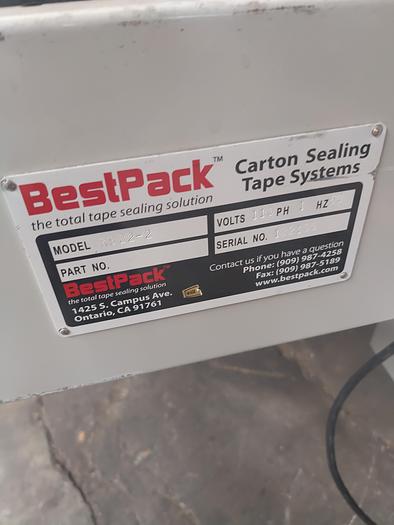 BestPack™
the total tape sealing solution
Carton Sealing
Tape Systems
MODEL
VOLTS PH 1 HZ
PART NO.
SERIAL NO.
BestPack™
the total tape sealing solution
1425 S. Campus Ave.
Ontario, CA 91761
Contact us if you have a question
Phone: (909) 987-4258
Fax: (909) 987-5189
www.bestpack.com